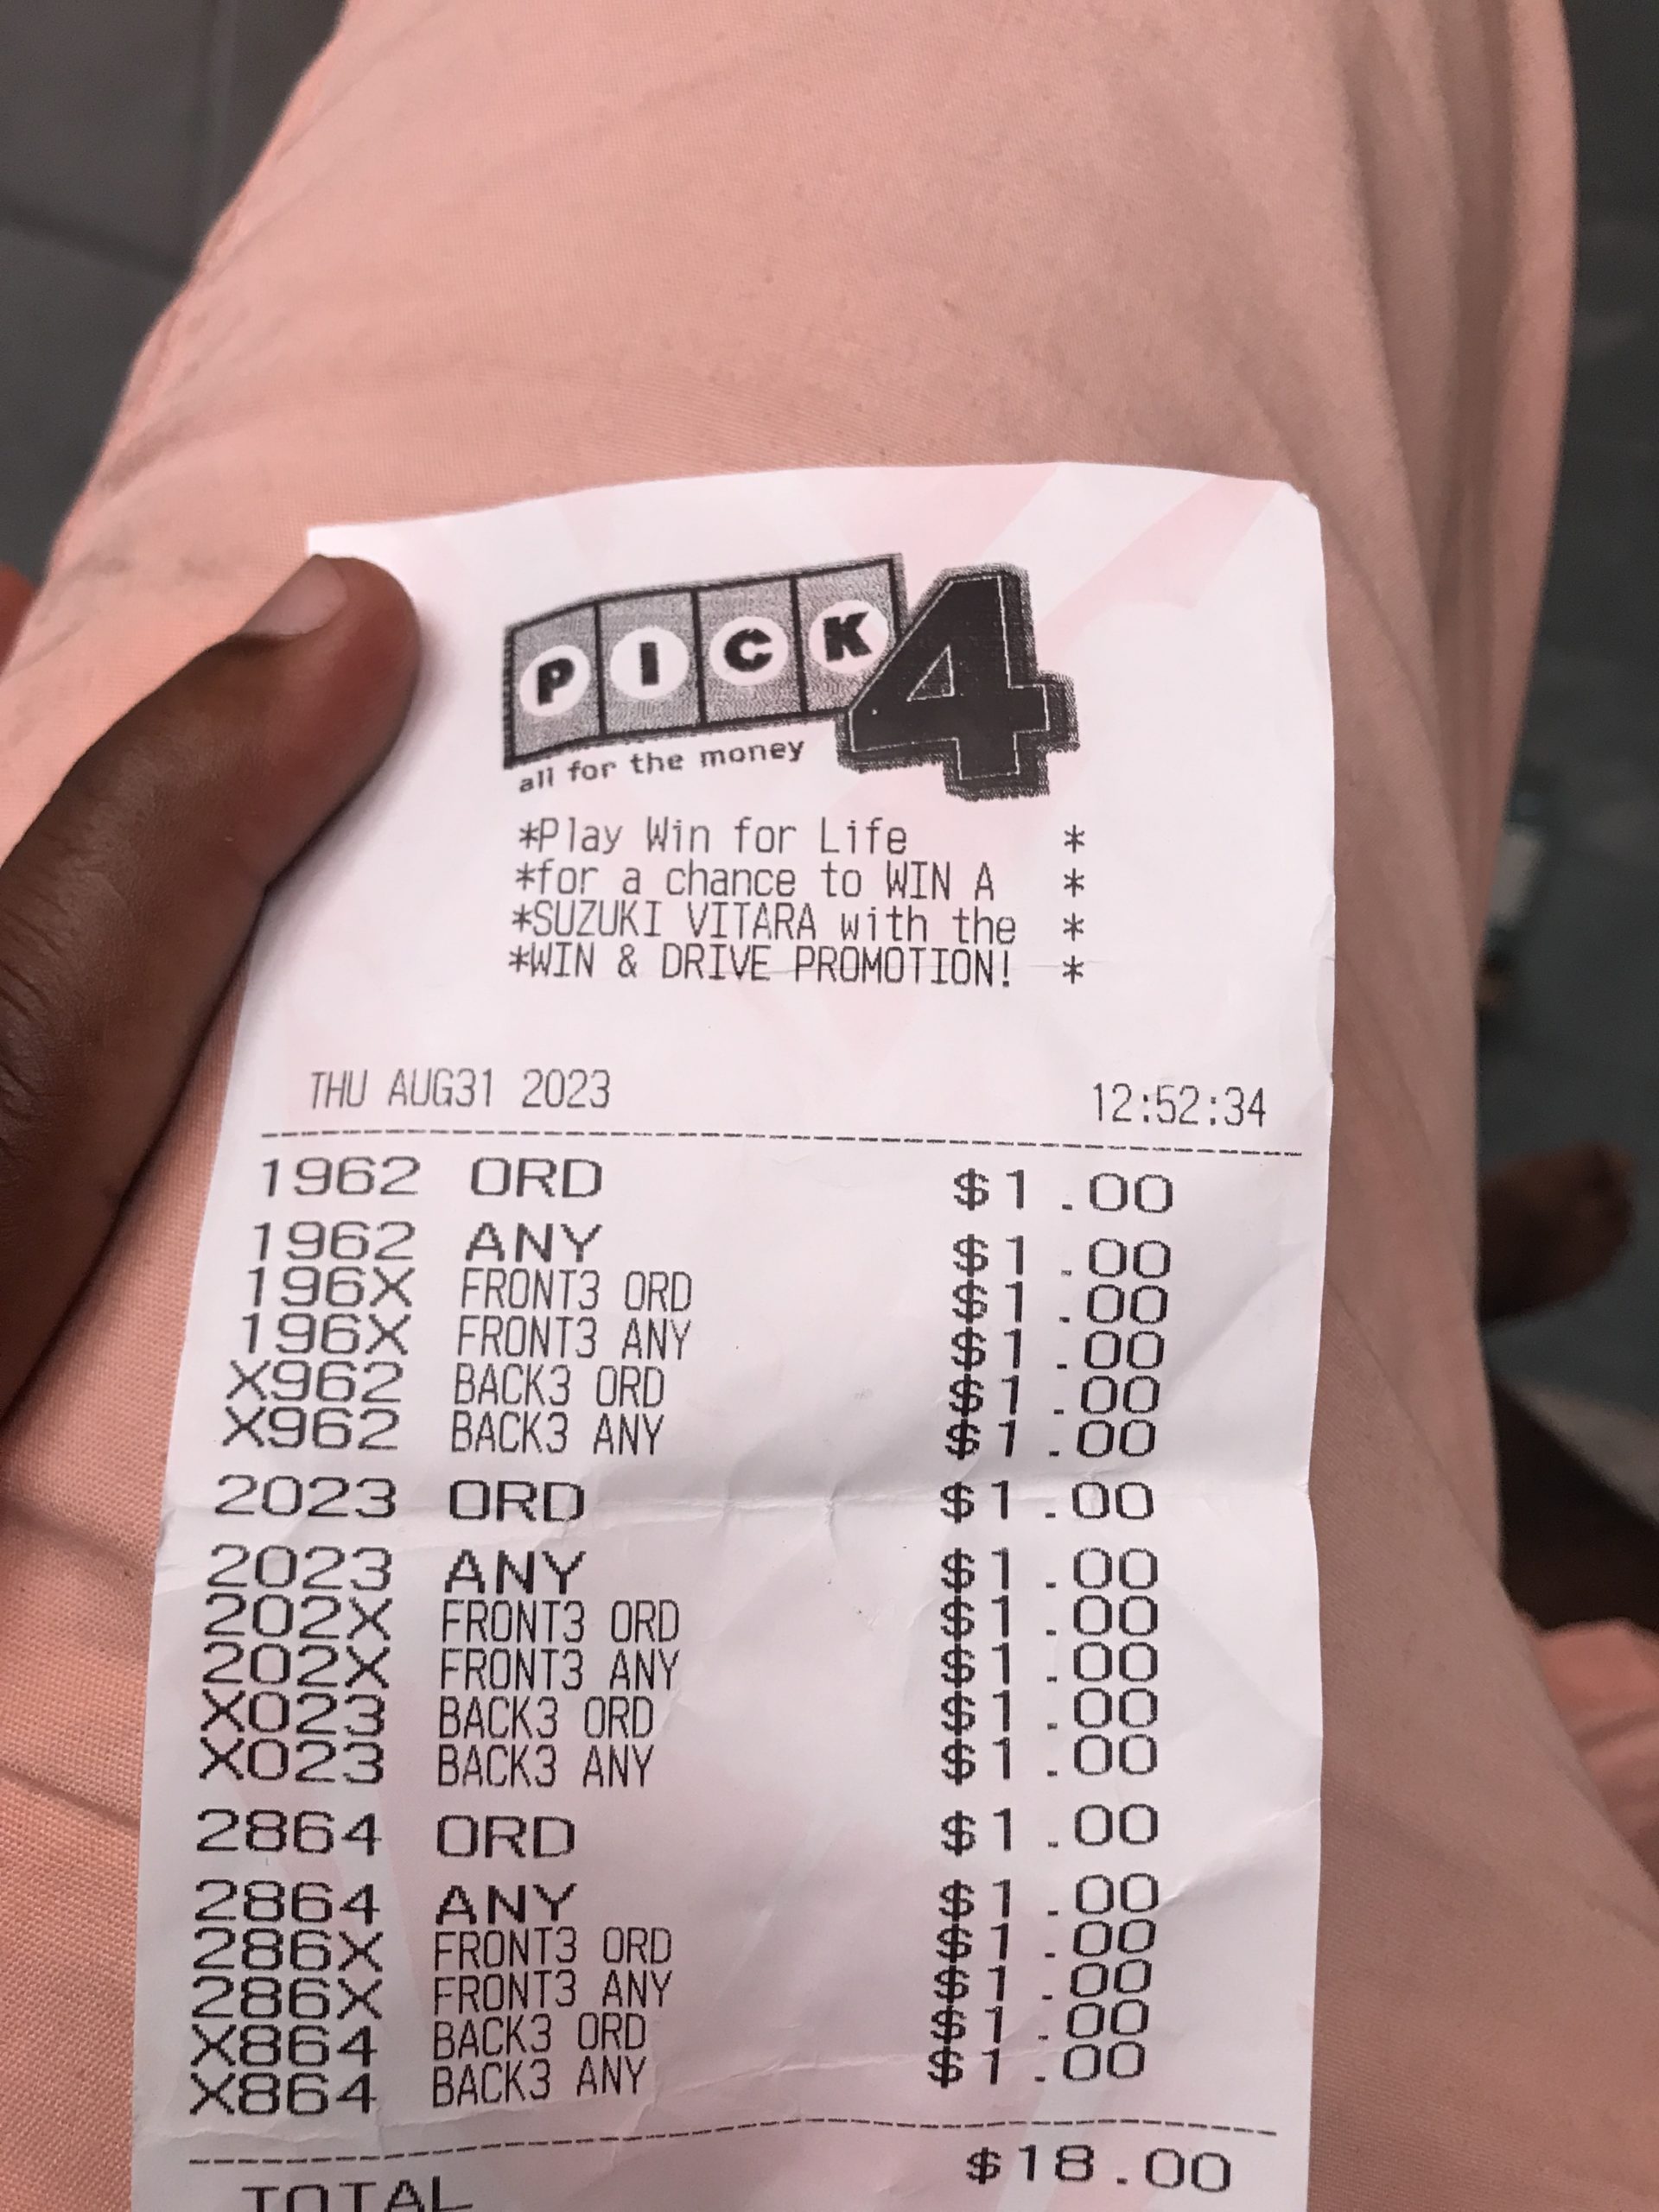 PICK4
all for the money
*Play Win for Life *
*for a chance to WIN A *
*SUZUKI VITARA with the *
*WIN & DRIVE PROMOTION! *
THU AUG31 2023 12:52:34
1962 ORD $1.00
1962 ANY $1.00
196X FRONT3 ORD $1.00
196X FRONT3 ANY $1.00
X962 BACK3 ORD $1.00
X962 BACK3 ANY $1.00
2023 ORD $1.00
2023 ANY $1.00
202X FRONT3 ORD $1.00
202X FRONT3 ANY $1.00
X023 BACK3 ORD $1.00
X023 BACK3 ANY $1.00
2864 ORD $1.00
2864 ANY $1.00
286X FRONT3 ORD $1.00
286X FRONT3 ANY $1.00
X864 BACK3 ORD $1.00
X864 BACK3 ANY $1.00
TOTAL $18.00